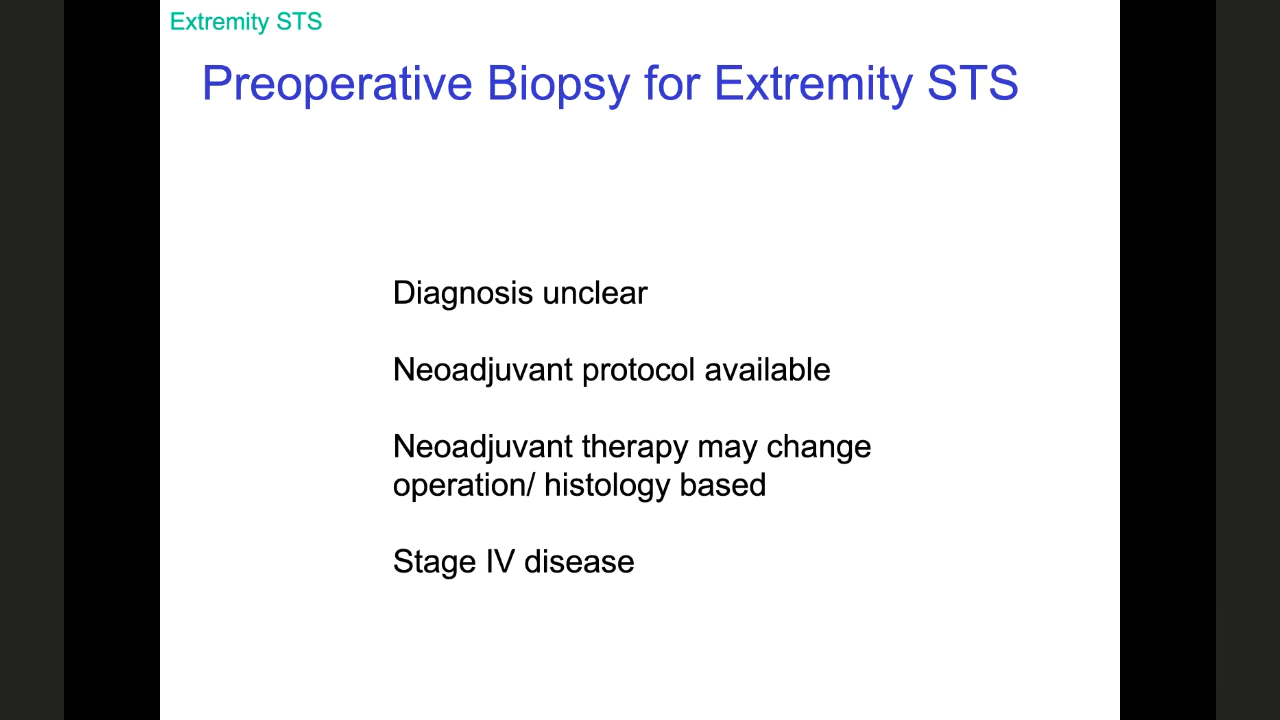 Extremity STS
Preoperative Biopsy for Extremity STS
Diagnosis unclear
Neoadjuvant protocol available
Neoadjuvant therapy may change
operation/ histology based
Stage IV disease